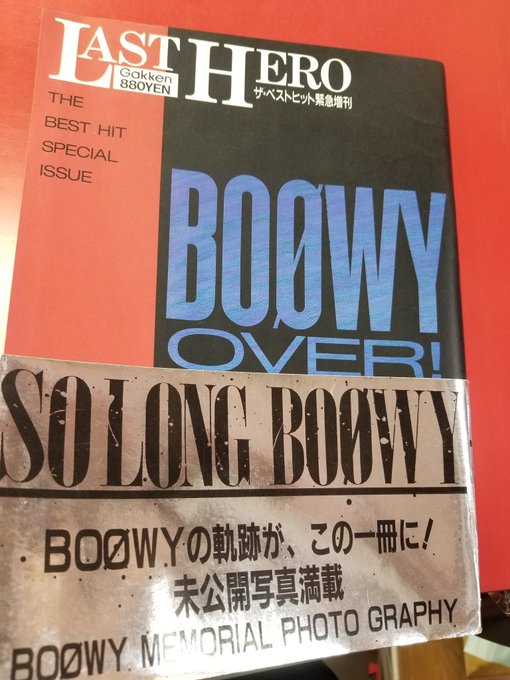 LAST HERO
Gakken
880YEN
ザ・ベストヒット緊急増刊
THE
BEST HIT
SPECIAL
ISSUE
BOØWY
OVER!
SO LONG BOØWY
BOØWYの軌跡が、この一冊に!
未公開写真満載
BOØWY MEMORIAL PHOTO GRAPHY